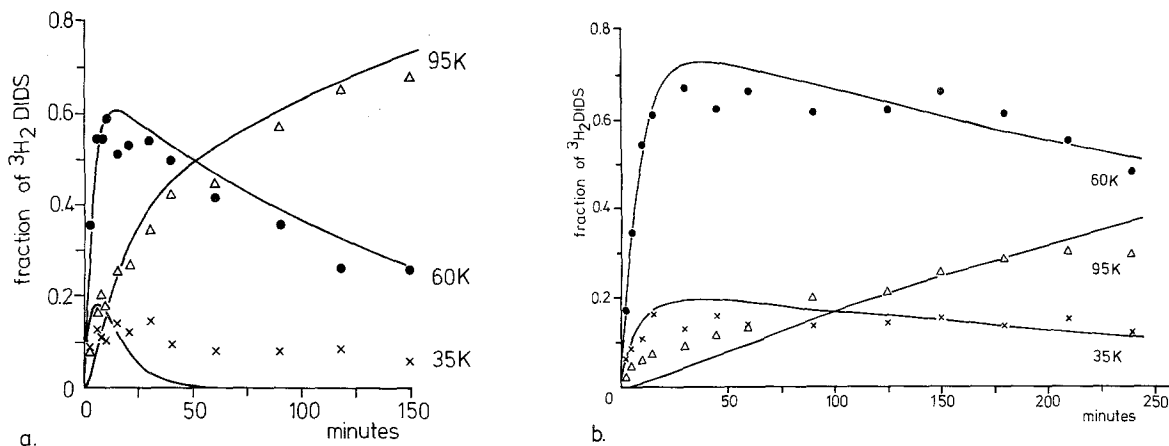 0.8
0.6
0.4
0.2
0
0 50 100 150
minutes
fraction of ³H₂ DIDS
95K
60K
35K
a.
0.8
0.6
0.4
0.2
0
0 50 100 150 200 250
minutes
fraction of ³H₂DIDS
60K
95K
35K
b.